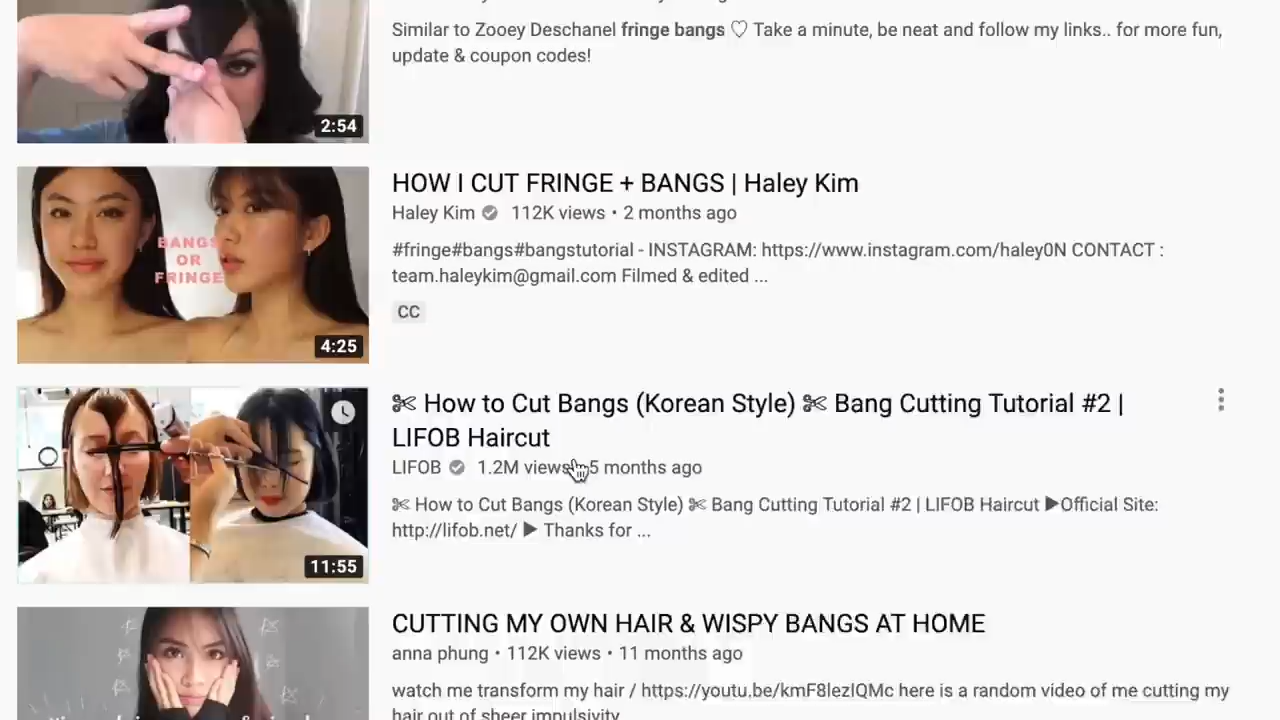 Similar to Zooey Deschanel fringe bangs ♡ Take a minute, be neat and follow my links.. for more fun,
update & coupon codes!
2:54
HOW I CUT FRINGE + BANGS | Haley Kim
Haley Kim 112K views • 2 months ago
#fringe#bangs#bangstutorial - INSTAGRAM: https://www.instagram.com/haley0N CONTACT :
team.haleykim@gmail.com Filmed & edited ...
CC
BANGS
OR
FRINGE
4:25
✄ How to Cut Bangs (Korean Style) ✄ Bang Cutting Tutorial #2 |
LIFOB Haircut
LIFOB 1.2M views 5 months ago
✄ How to Cut Bangs (Korean Style) ✄ Bang Cutting Tutorial #2 | LIFOB Haircut ▶Official Site:
http://lifob.net/ ▶ Thanks for ...
11:55
CUTTING MY OWN HAIR & WISPY BANGS AT HOME
anna phung • 112K views • 11 months ago
watch me transform my hair / https://youtu.be/kmF8lezlQMc here is a random video of me cutting my
hair out of sheer impulsivity